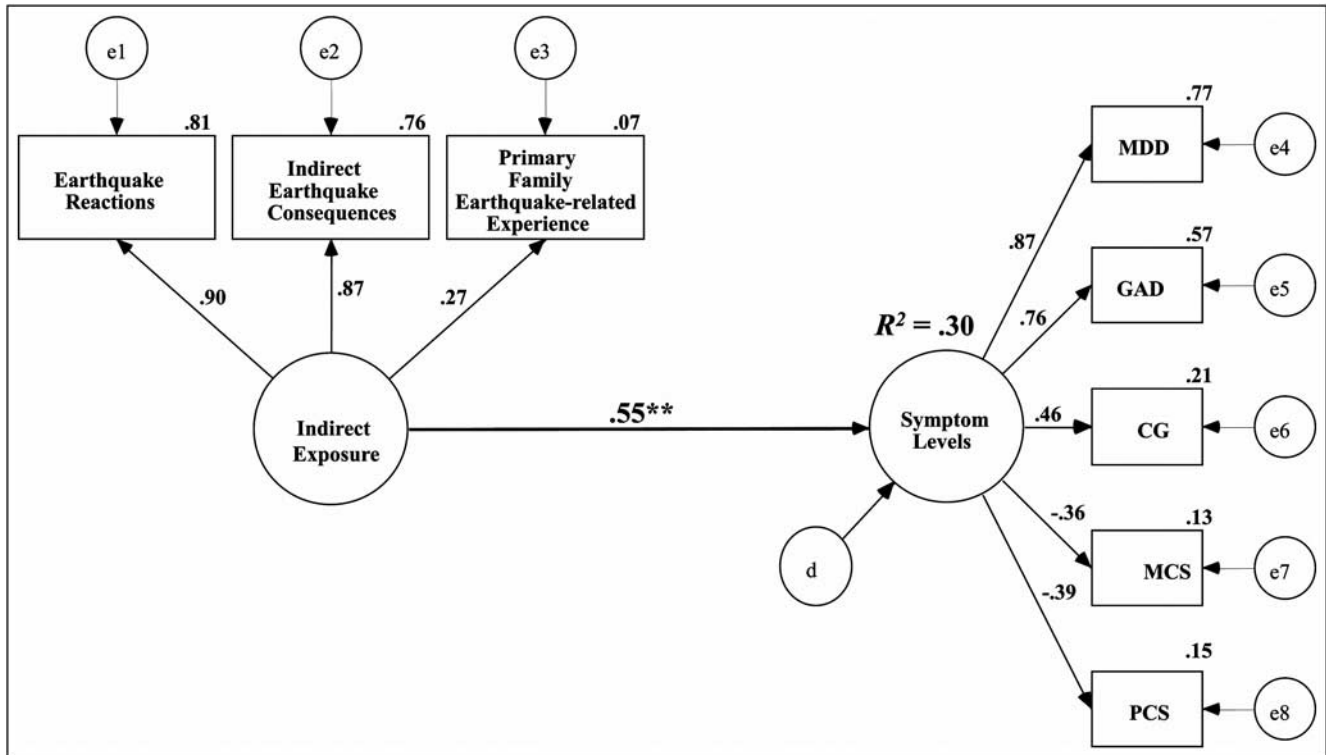 e1
e2
e3
.81
.76
.07
.77
Earthquake
Reactions
Indirect
Earthquake
Consequences
Primary
Family
Earthquake-related
Experience
MDD
e4
.90
.87
.27
.87
.57
GAD
e5
R² = .30
.76
.21
Indirect
Exposure
.55**
Symptom
Levels
.46
CG
e6
-.36
.13
d
MCS
e7
-.39
.15
PCS
e8